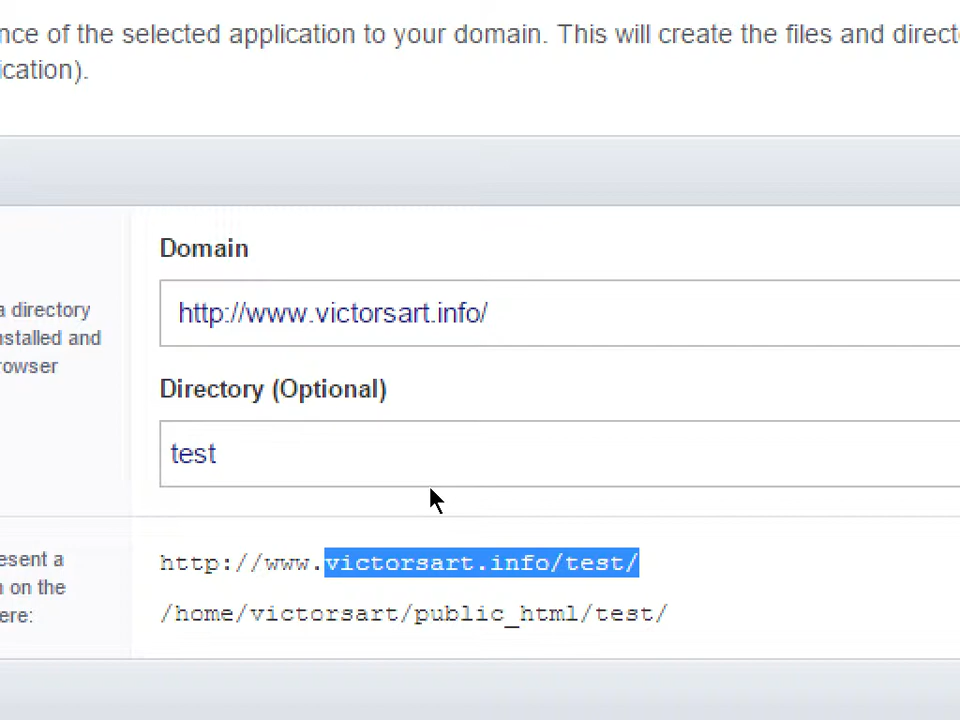 nce of the selected application to your domain. This will create the files and direct
ication).
Domain
a directory
nstalled and
rowser
http://www.victorsart.info/
Directory (Optional)
test
esent a
n on the
ere:
http://www.victorsart.info/test/
/home/victorsart/public_html/test/